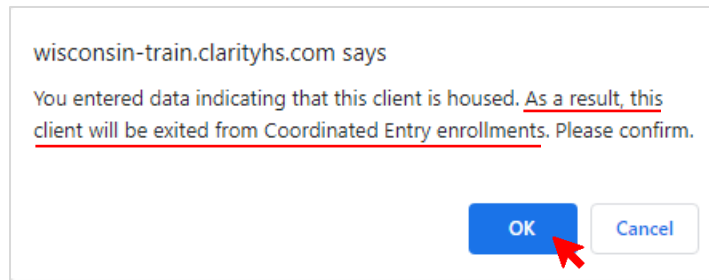 wisconsin-train.clarityhs.com says
You entered data indicating that this client is housed. As a result, this
client will be exited from Coordinated Entry enrollments. Please confirm.
OK
Cancel